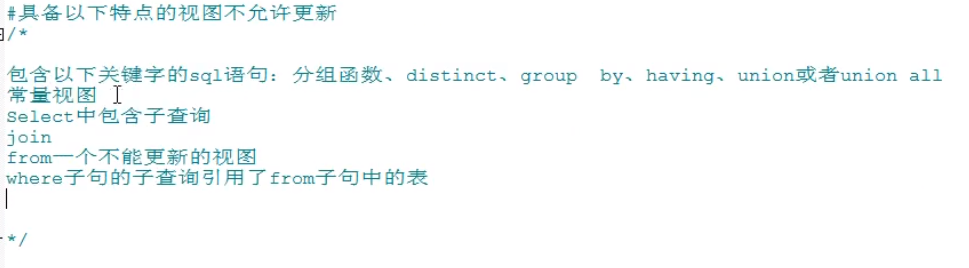 #具备以下特点的视图不允许更新
/*
包含以下关键字的sql语句：分组函数、distinct、group  by、having、union或者union all
常量视图
Select中包含子查询
join
from一个不能更新的视图
where子句的子查询引用了from子句中的表
*/